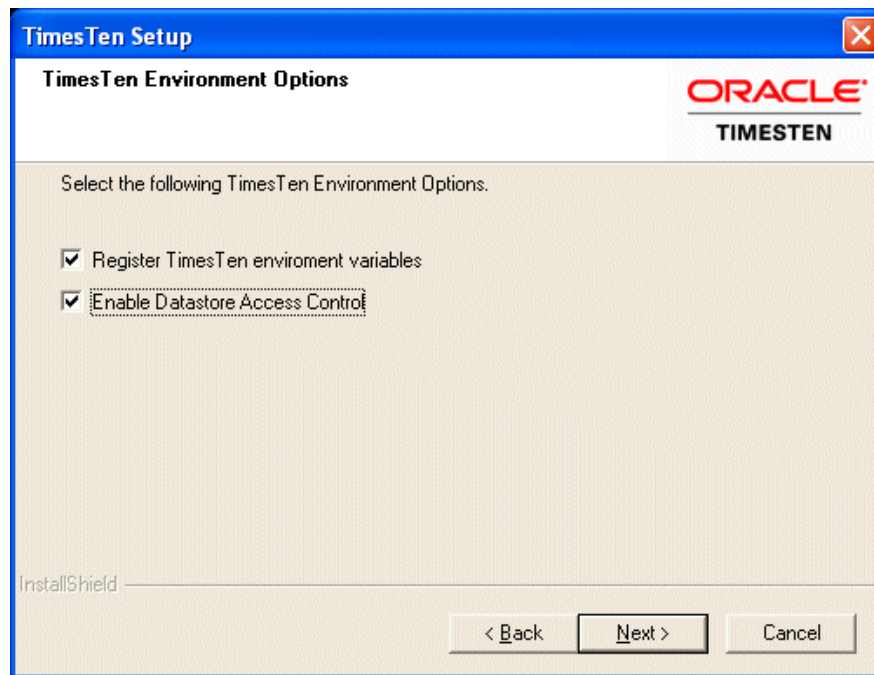 TimesTen Setup
TimesTen Environment Options
ORACLE
TIMESTEN
Select the following TimesTen Environment Options.
Register TimesTen enviroment variables
Enable Datastore Access Control
InstallShield
< Back Next > Cancel